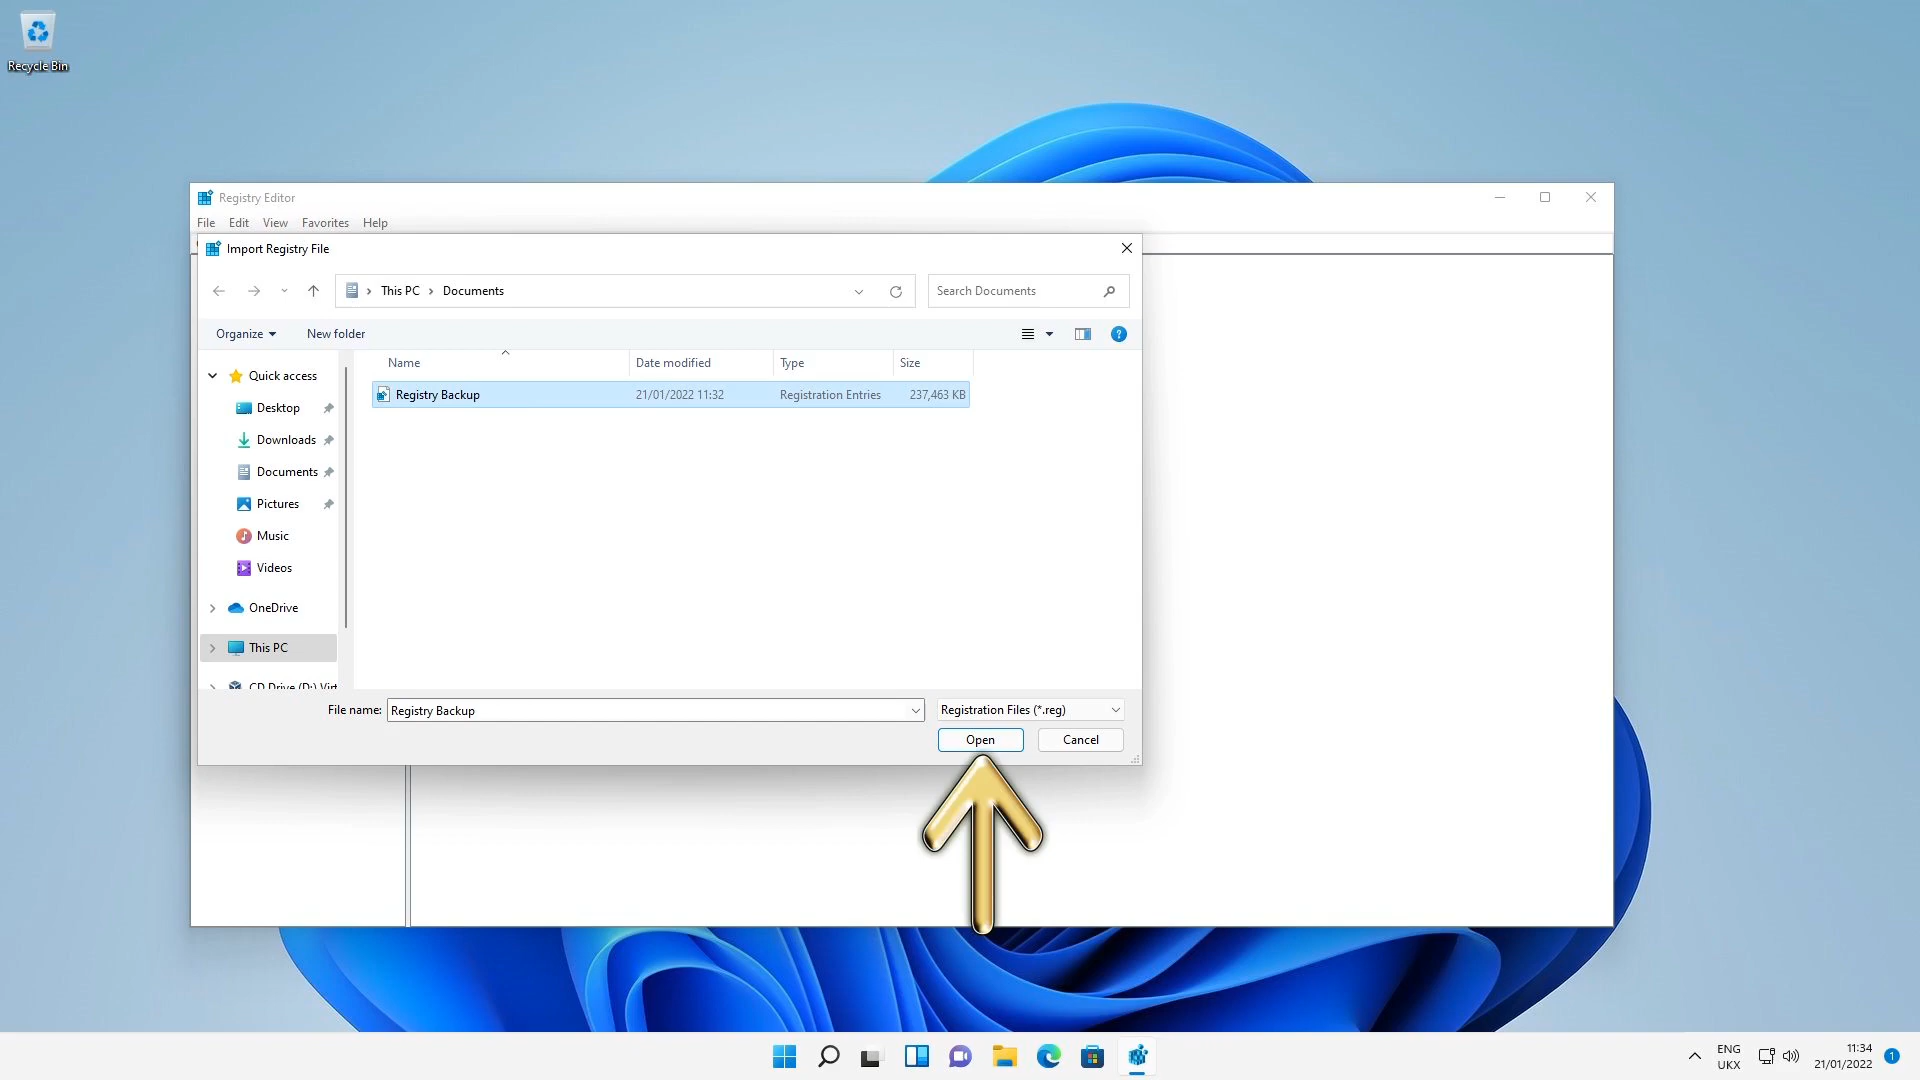 Recycle Bin
Registry Editor
File Edit View Favorites Help
Import Registry File
This PC > Documents
Search Documents
Organize New folder
Name Date modified Type Size
Quick access
Registry Backup 21/01/2022 11:32 Registration Entries 237,463 KB
Desktop
Downloads
Documents
Pictures
Music
Videos
OneDrive
This PC
CD Drive (D:) Virt
File name: Registry Backup Registration Files (*.reg)
Open Cancel
ENG
UKX
11:34
21/01/2022
1